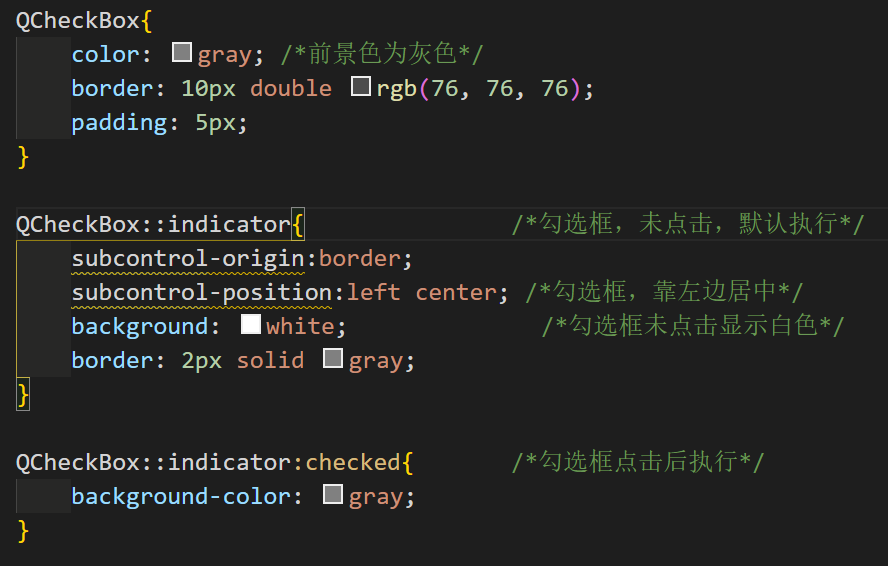 QCheckBox{
color: gray; /*前景色为灰色*/
border: 10px double rgb(76, 76, 76);
padding: 5px;
}
QCheckBox::indicator{ /*勾选框，未点击，默认执行*/
subcontrol-origin:border;
subcontrol-position:left center; /*勾选框，靠左边居中*/
background: white; /*勾选框未点击显示白色*/
border: 2px solid gray;
}
QCheckBox::indicator:checked{ /*勾选框点击后执行*/
background-color: gray;
}